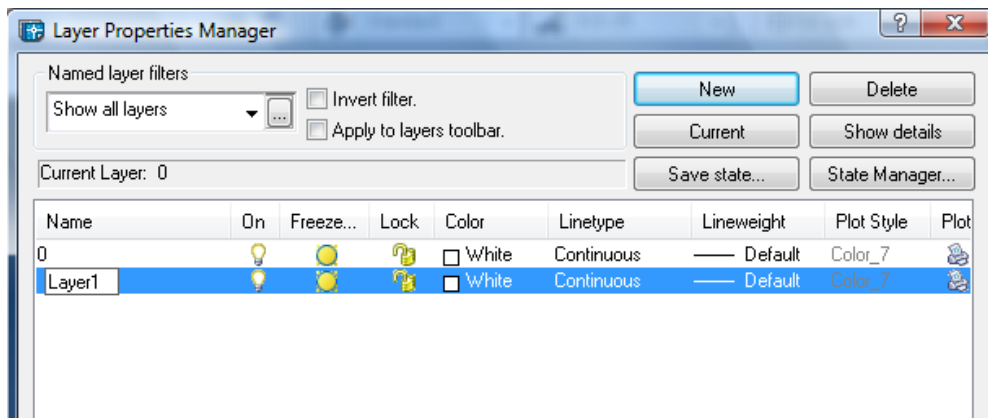 Layer Properties Manager
?
X
Named layer filters
Show all layers
...
Invert filter.
Apply to layers toolbar.
New
Delete
Current
Show details
Current Layer: 0
Save state...
State Manager...
Name On Freeze... Lock Color Linetype Lineweight Plot Style Plot
0 White Continuous Default Color_7
Layer1 White Continuous Default Color_7